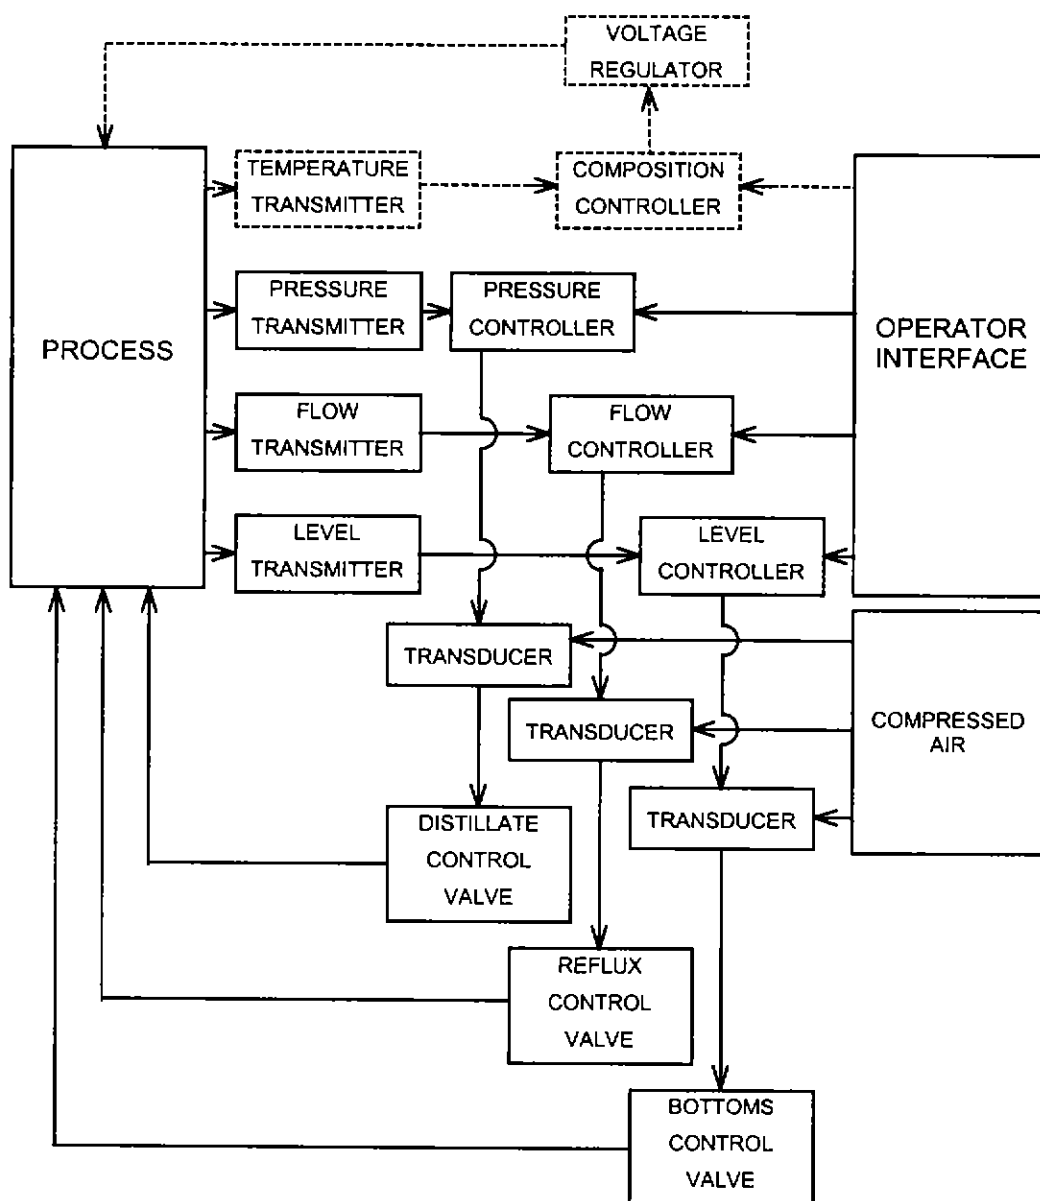 VOLTAGE
REGULATOR
TEMPERATURE
TRANSMITTER
COMPOSITION
CONTROLLER
PRESSURE
TRANSMITTER
PRESSURE
CONTROLLER
PROCESS
OPERATOR
INTERFACE
FLOW
TRANSMITTER
FLOW
CONTROLLER
LEVEL
TRANSMITTER
LEVEL
CONTROLLER
TRANSDUCER
TRANSDUCER
COMPRESSED
AIR
TRANSDUCER
DISTILLATE
CONTROL
VALVE
REFLUX
CONTROL
VALVE
BOTTOMS
CONTROL
VALVE